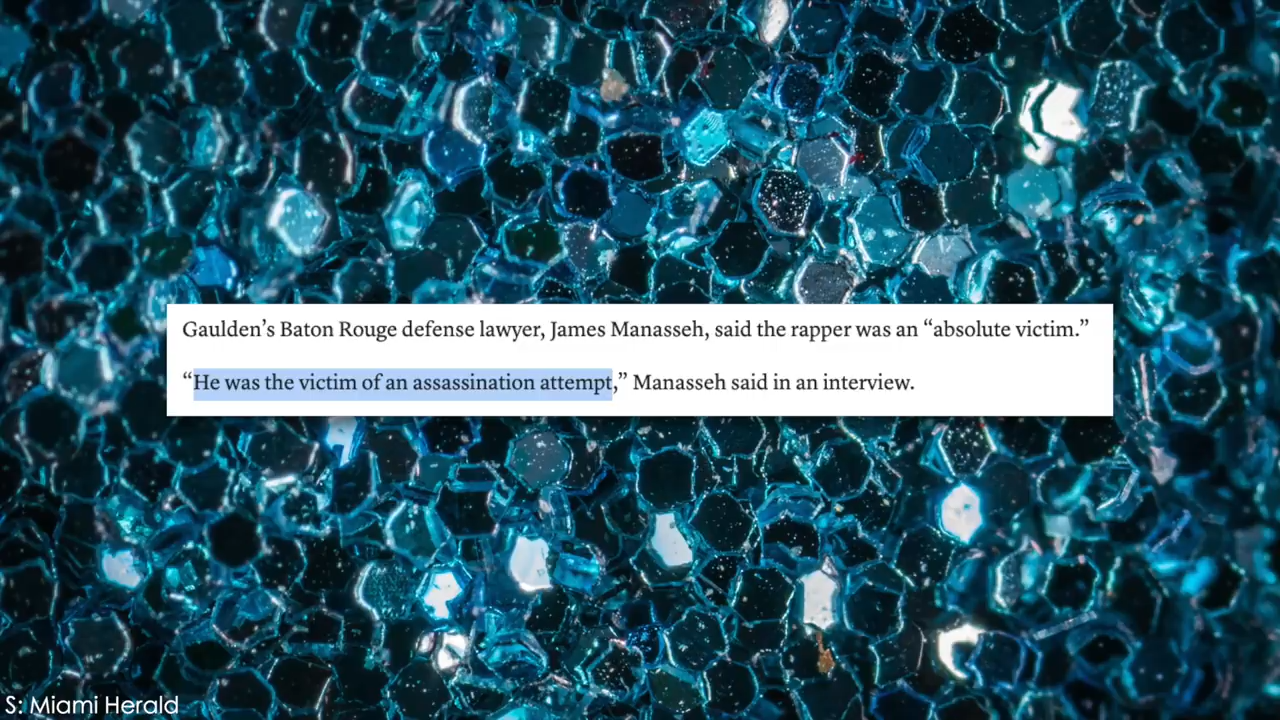 Gaulden’s Baton Rouge defense lawyer, James Manasseh, said the rapper was an “absolute victim.”
“He was the victim of an assassination attempt,” Manasseh said in an interview.
S: Miami Herald